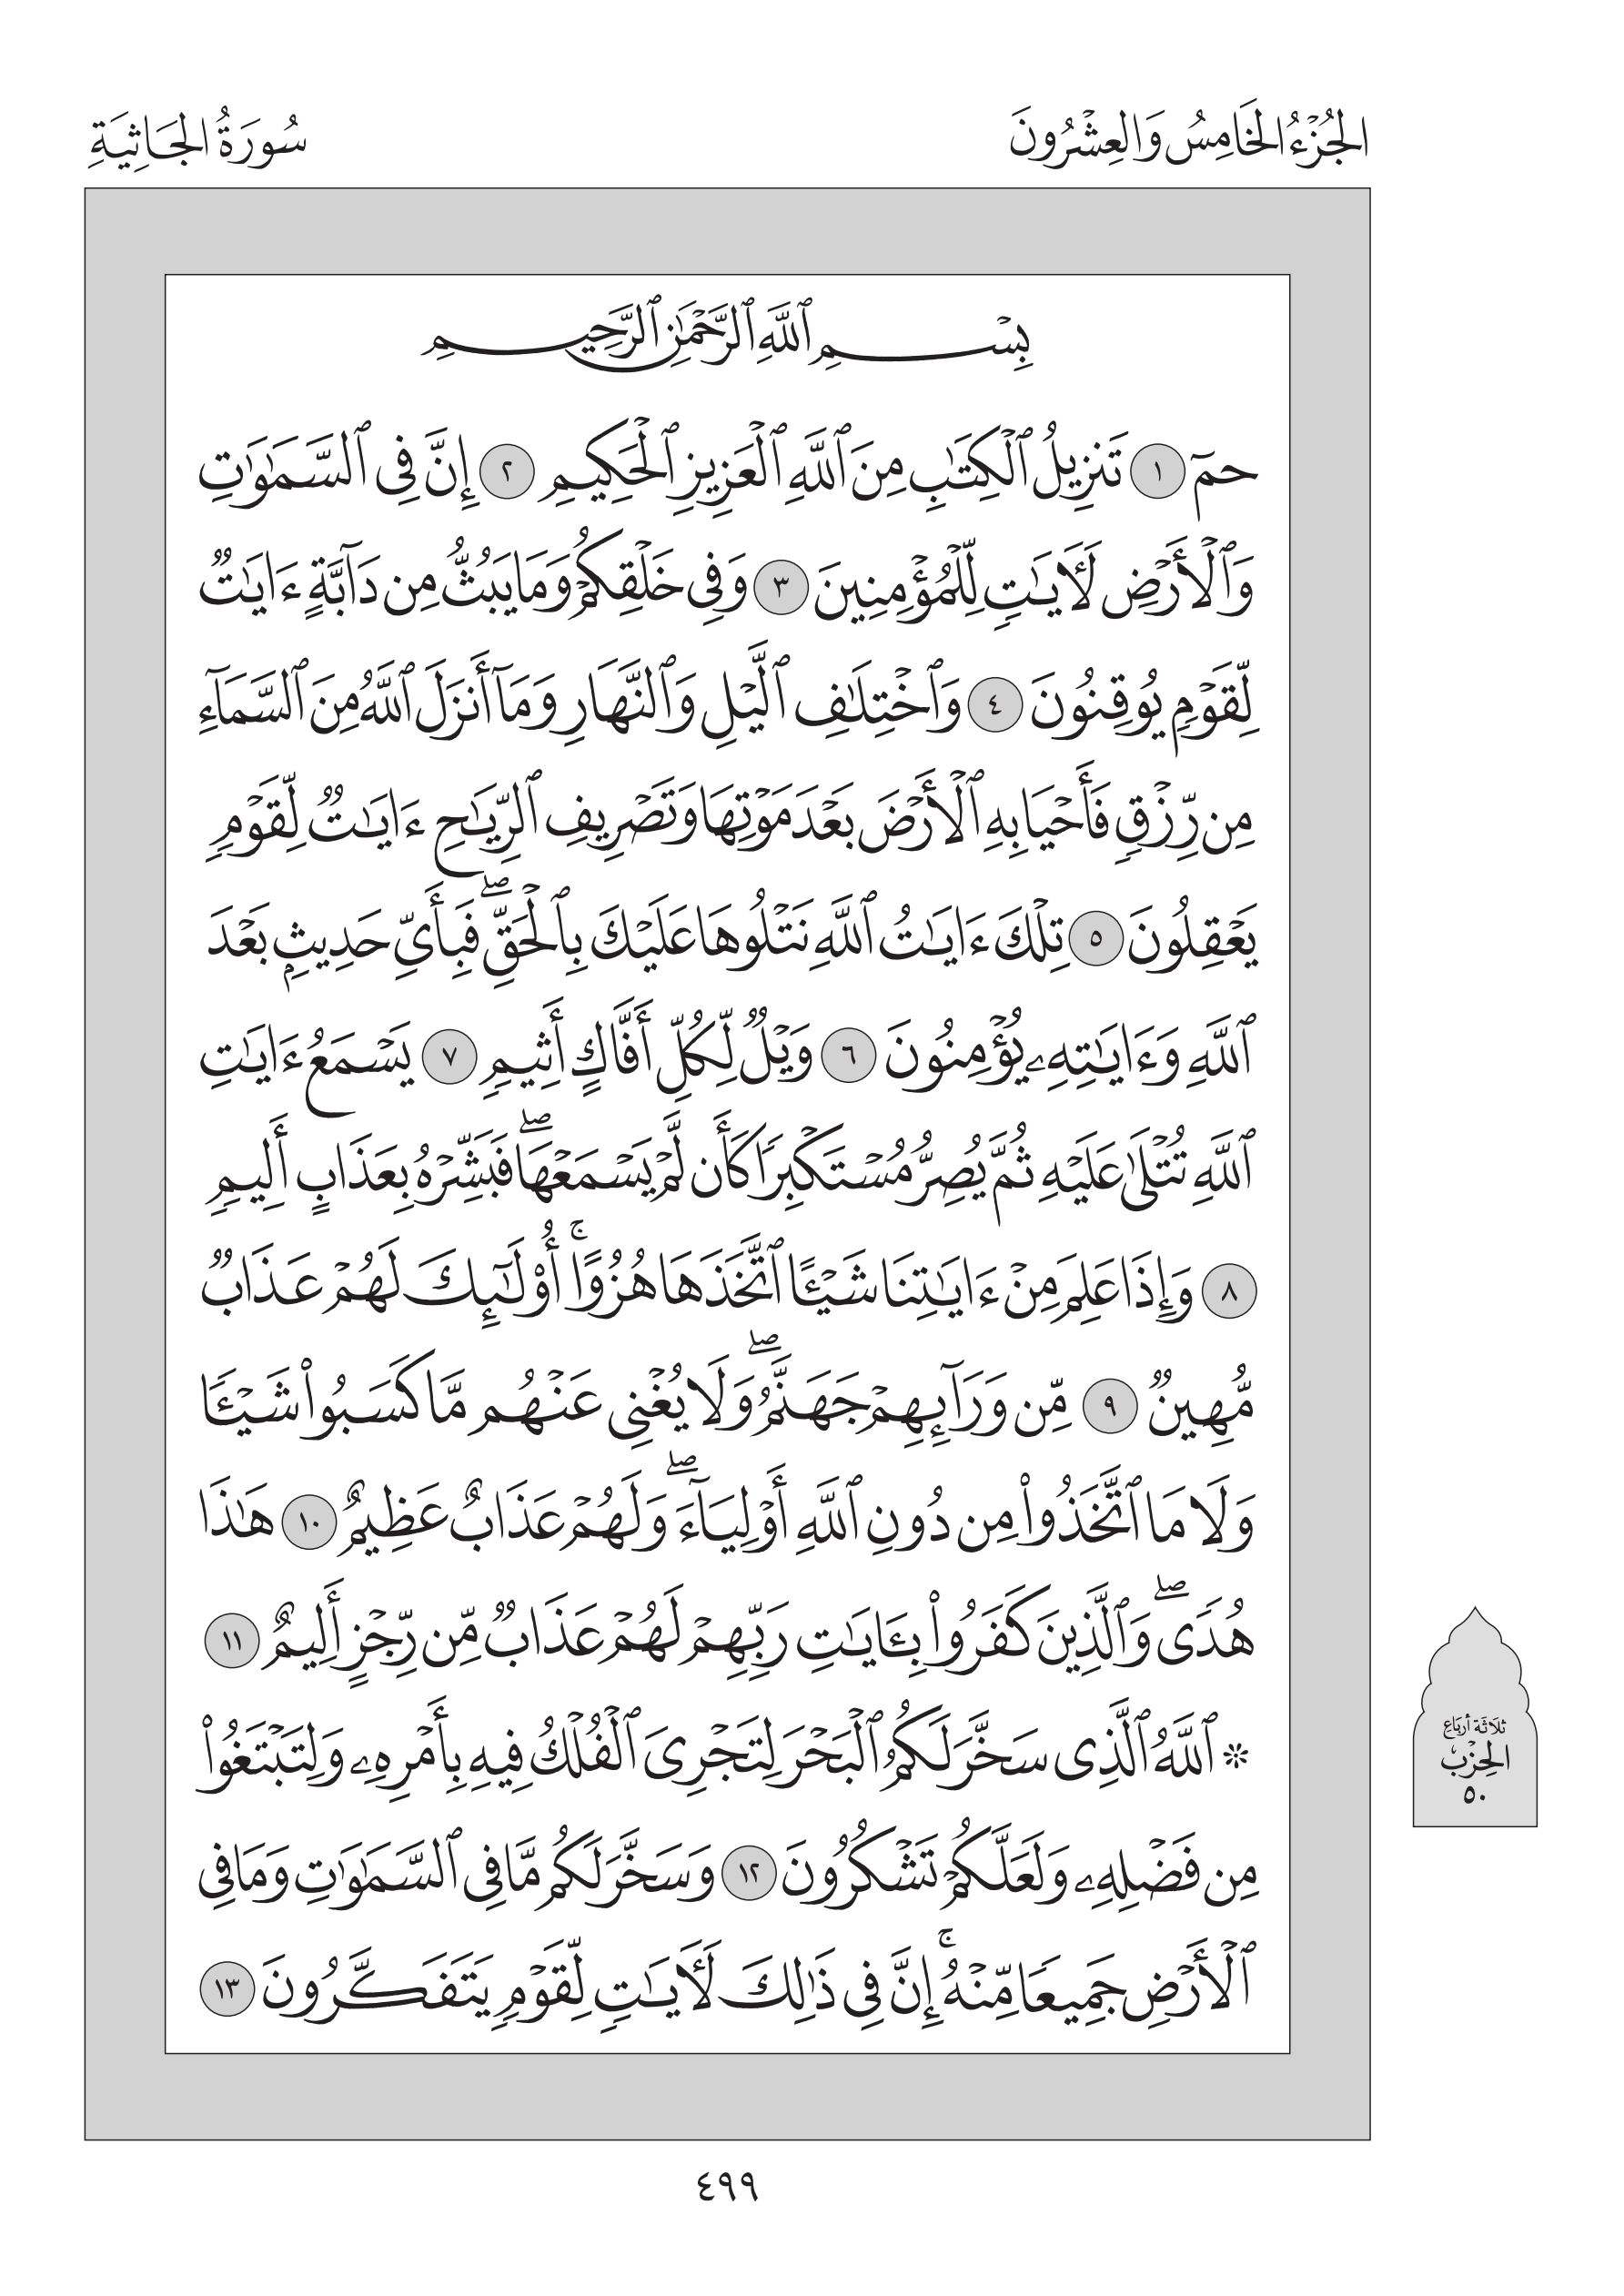 الجُزْءُ الخَامِسُ وَالعِشْرُونَ
سُورَةُ الجَاثِيَةِ
بِسْمِ ٱللَّهِ ٱلرَّحْمَٰنِ ٱلرَّحِيمِ
حمٓ ١ تَنزِيلُ ٱلْكِتَٰبِ مِنَ ٱللَّهِ ٱلْعَزِيزِ ٱلْحَكِيمِ ٢ إِنَّ فِى ٱلسَّمَٰوَٰتِ
وَٱلْأَرْضِ لَءَايَٰتٍ لِّلْمُؤْمِنِينَ ٣ وَفِى خَلْقِكُمْ وَمَا يَبُثُّ مِن دَآبَّةٍ ءَايَٰتٌ
لِّقَوْمٍ يُوقِنُونَ ٤ وَٱخْتِلَٰفِ ٱلَّيْلِ وَٱلنَّهَارِ وَمَآ أَنزَلَ ٱللَّهُ مِنَ ٱلسَّمَآءِ
مِن رِّزْقٍ فَأَحْيَا بِهِ ٱلْأَرْضَ بَعْدَ مَوْتِهَا وَتَصْرِيفِ ٱلرِّيَٰحِ ءَايَٰتٌ لِّقَوْمٍ
يَعْقِلُونَ ٥ تِلْكَ ءَايَٰتُ ٱللَّهِ نَتْلُوهَا عَلَيْكَ بِٱلْحَقِّ ۖ فَبِأَىِّ حَدِيثٍۭ بَعْدَ
ٱللَّهِ وَءَايَٰتِهِۦ يُؤْمِنُونَ ٦ وَيْلٌ لِّكُلِّ أَفَّاكٍ أَثِيمٍ ٧ يَسْمَعُ ءَايَٰتِ
ٱللَّهِ تُتْلَىٰ عَلَيْهِ ثُمَّ يُصِرُّ مُسْتَكْبِرًا كَأَن لَّمْ يَسْمَعْهَا ۖ فَبَشِّرْهُ بِعَذَابٍ أَلِيمٍ
٨ وَإِذَا عَلِمَ مِنْ ءَايَٰتِنَا شَيْـًٔا ٱتَّخَذَهَا هُزُوًا ۚ أُو۟لَٰٓئِكَ لَهُمْ عَذَابٌ
مُّهِينٌ ٩ مِّن وَرَآئِهِمْ جَهَنَّمُ ۖ وَلَا يُغْنِى عَنْهُم مَّا كَسَبُوا۟ شَيْـًٔا
وَلَا مَا ٱتَّخَذُوا۟ مِن دُونِ ٱللَّهِ أَوْلِيَآءَ ۖ وَلَهُمْ عَذَابٌ عَظِيمٌ ١٠ هَٰذَا
هُدًى ۖ وَٱلَّذِينَ كَفَرُوا۟ بِـَٔايَٰتِ رَبِّهِمْ لَهُمْ عَذَابٌ مِّن رِّجْزٍ أَلِيمٌ ١١
۞ ٱللَّهُ ٱلَّذِى سَخَّرَ لَكُمُ ٱلْبَحْرَ لِتَجْرِىَ ٱلْفُلْكُ فِيهِ بِأَمْرِهِۦ وَلِتَبْتَغُوا۟
مِن فَضْلِهِۦ وَلَعَلَّكُمْ تَشْكُرُونَ ١٢ وَسَخَّرَ لَكُم مَّا فِى ٱلسَّمَٰوَٰتِ وَمَا فِى
ٱلْأَرْضِ جَمِيعًا مِّنْهُ ۚ إِنَّ فِى ذَٰلِكَ لَءَايَٰتٍ لِّقَوْمٍ يَتَفَكَّرُونَ ١٣
ثَلَاثَة أربَاع
الحِزْب
٥٠
٤٩٩